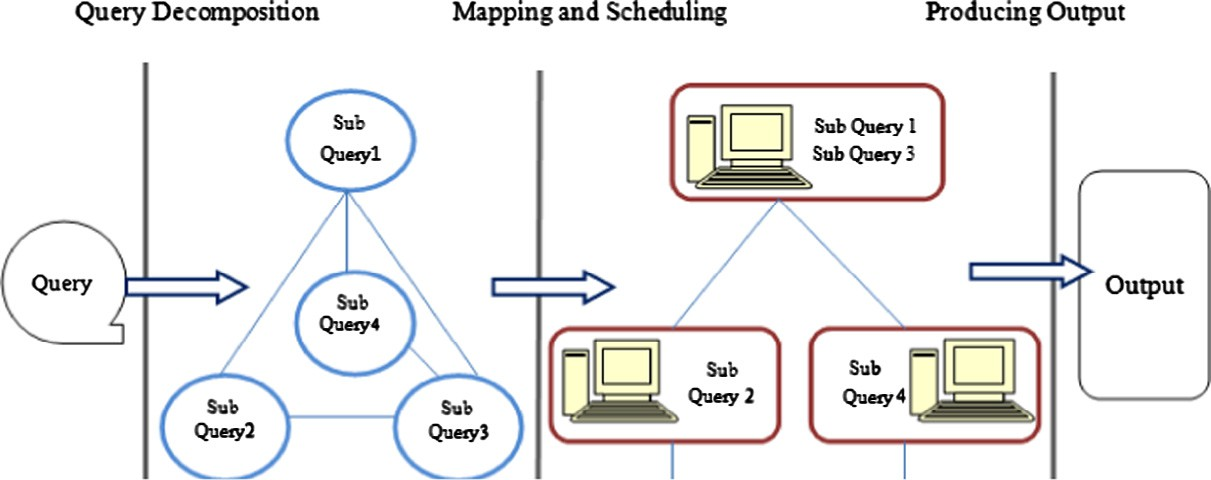 Query Decomposition
Mapping and Scheduling
Producing Output
Query
Sub
Query1
Sub
Query4
Sub
Query2
Sub
Query3
Sub Query 1
Sub Query 3
Sub
Query 2
Sub
Query 4
Output